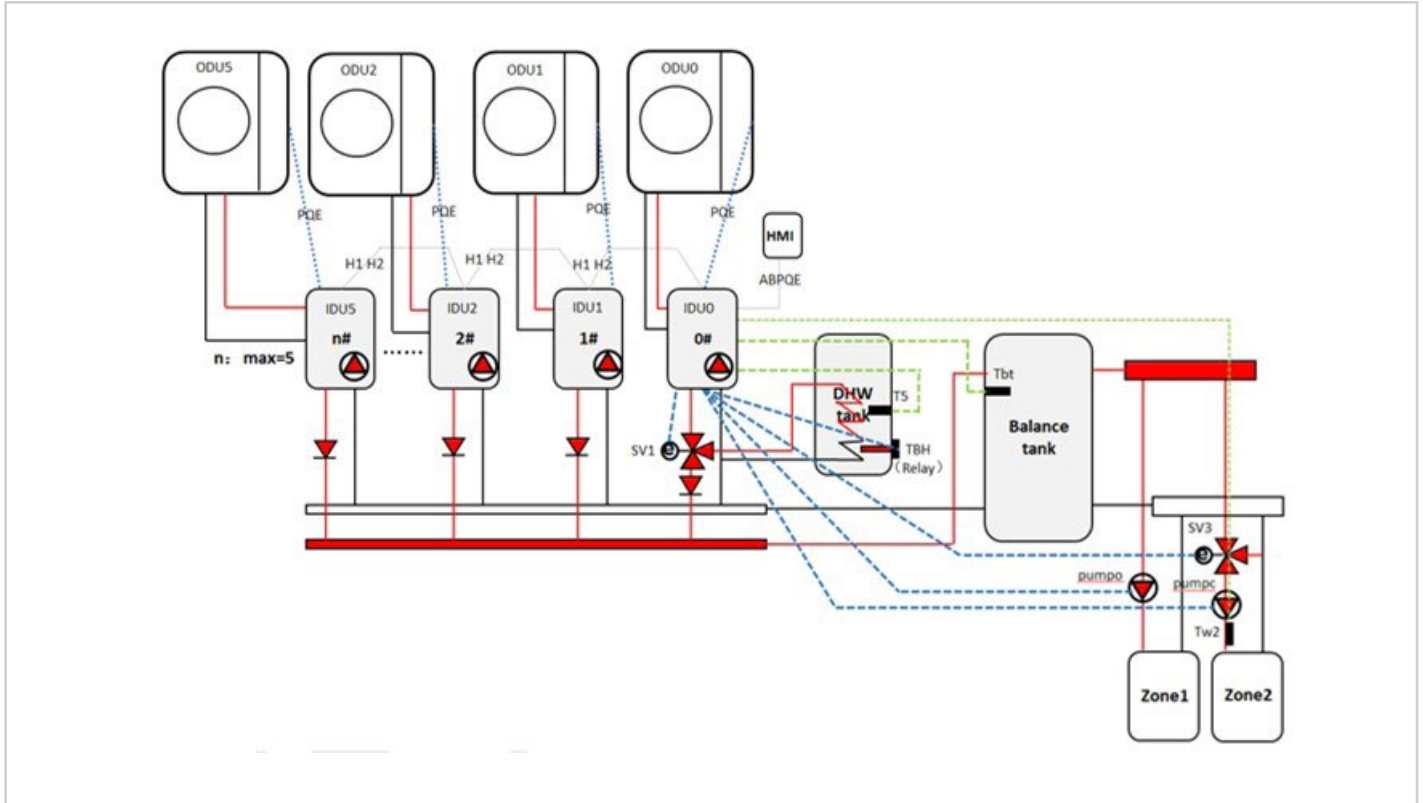 ODU5
ODU2
ODU1
ODU0
PQE
PQE
PQE
PQE
HMI
H1 H2
H1 H2
H1 H2
ABPQE
IDU5
IDU2
IDU1
IDU0
n#
2#
1#
0#
n： max=5
......
DHW
tank
T5
Tbt
Balance
tank
SV1
e
TBH
（Relay）
SV3
e
pumpo
pumpc
Tw2
Zone1
Zone2